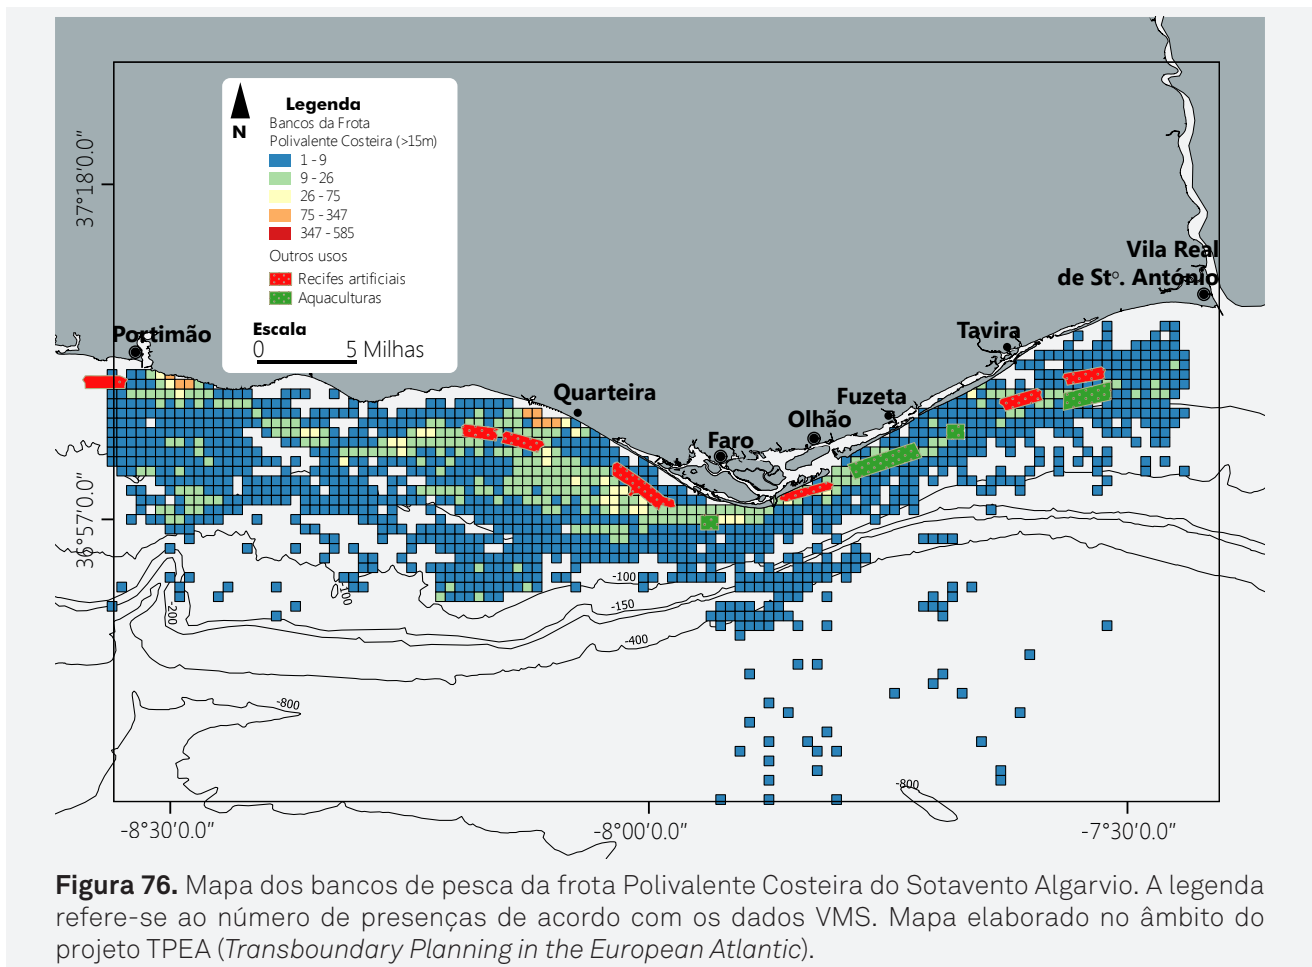 Legenda
Bancos da Frota
Polivalente Costeira (>15m)
1 - 9
9 - 26
26 - 75
75 - 347
347 - 585
Outros usos
Recifes artificiais
Aquaculturas
Escala
0 5 Milhas
N
37°18'0.0"
36°57'0.0"
Vila Real
de Stº. António
Portimão
Tavira
Quarteira
Fuzeta
Olhão
Faro
-100
-100
-150
-200
-400
-800
-800
-8°30'0.0"
-8°00'0.0"
-7°30'0.0"
Figura 76. Mapa dos bancos de pesca da frota Polivalente Costeira do Sotavento Algarvio. A legenda
refere-se ao número de presenças de acordo com os dados VMS. Mapa elaborado no âmbito do
projeto TPEA (Transboundary Planning in the European Atlantic).